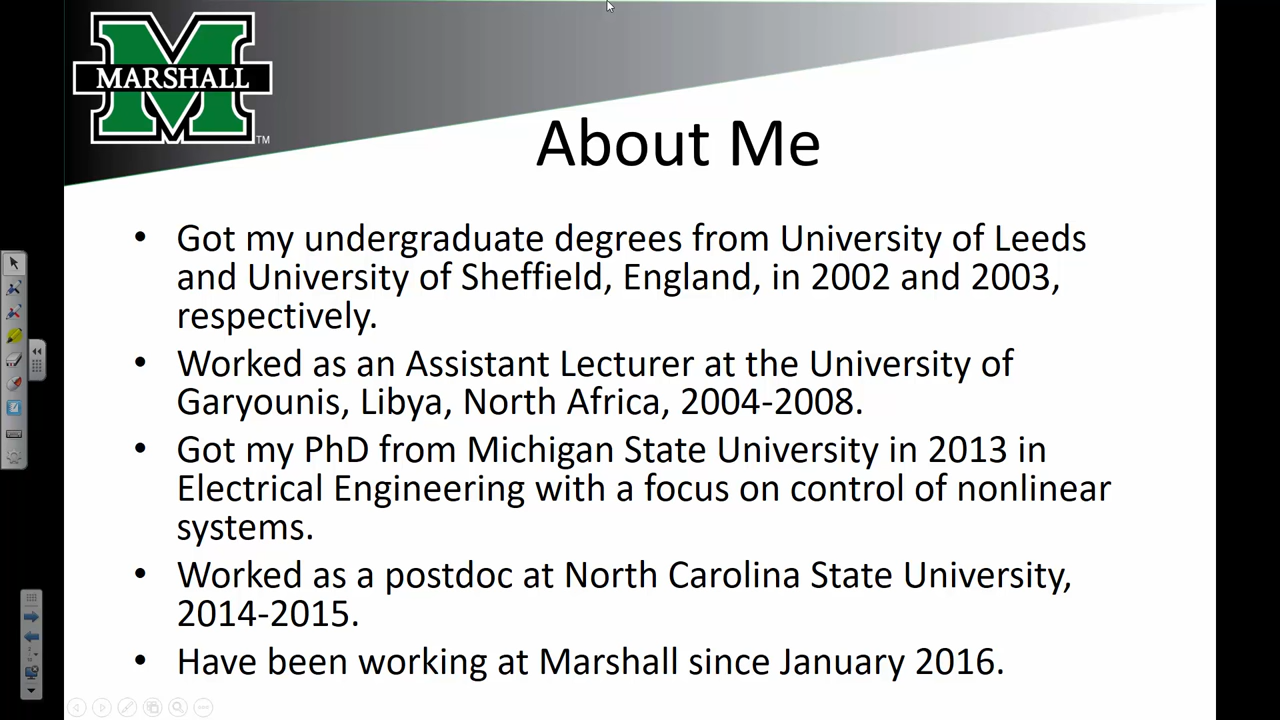 MARSHALL
TM
About Me
• Got my undergraduate degrees from University of Leeds
and University of Sheffield, England, in 2002 and 2003,
respectively.
• Worked as an Assistant Lecturer at the University of
Garyounis, Libya, North Africa, 2004-2008.
• Got my PhD from Michigan State University in 2013 in
Electrical Engineering with a focus on control of nonlinear
systems.
• Worked as a postdoc at North Carolina State University,
2014-2015.
• Have been working at Marshall since January 2016.